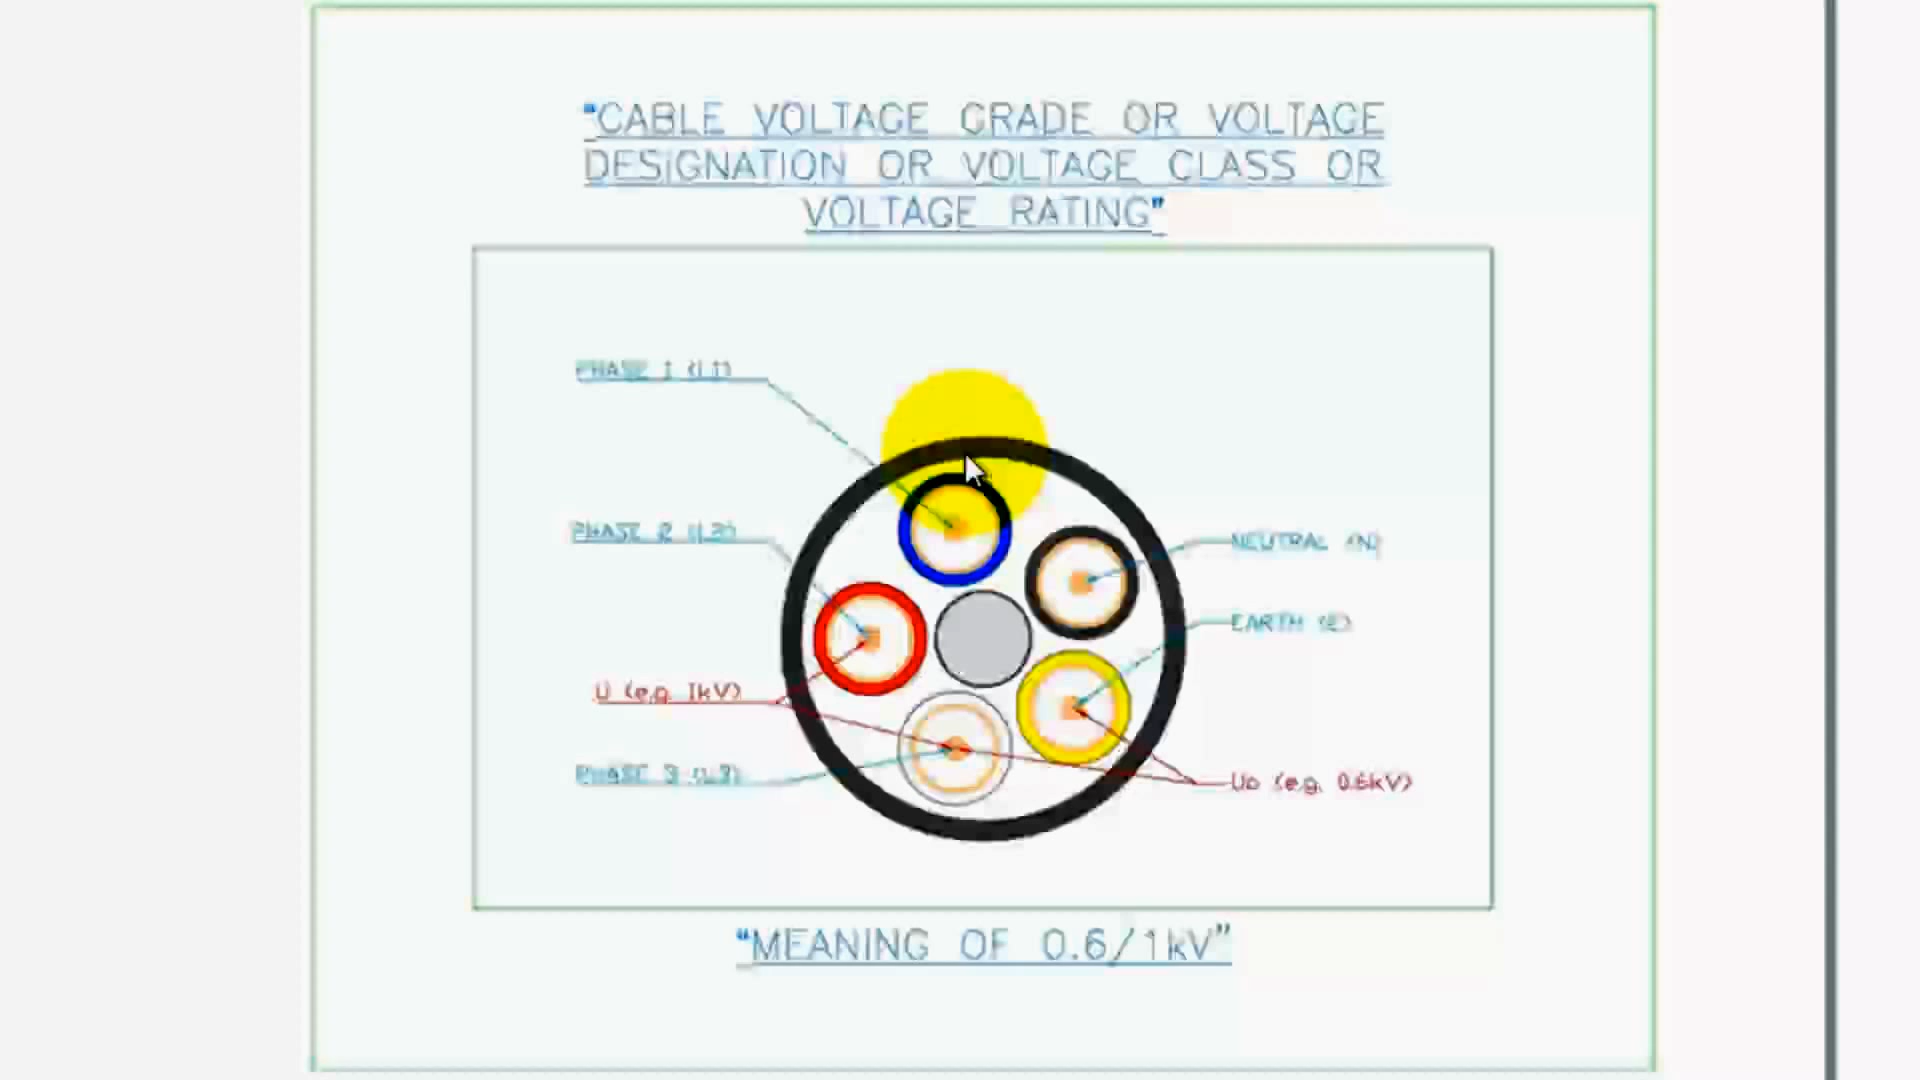 "CABLE VOLTAGE GRADE OR VOLTAGE
DESIGNATION OR VOLTAGE CLASS OR
VOLTAGE RATING"
PHASE 1 (L1)
PHASE 2 (L2)
NEUTRAL (N)
EARTH (E)
U (e.g. 1kV)
PHASE 3 (L3)
Uo (e.g. 0.6kV)
"MEANING OF 0.6/1kV"